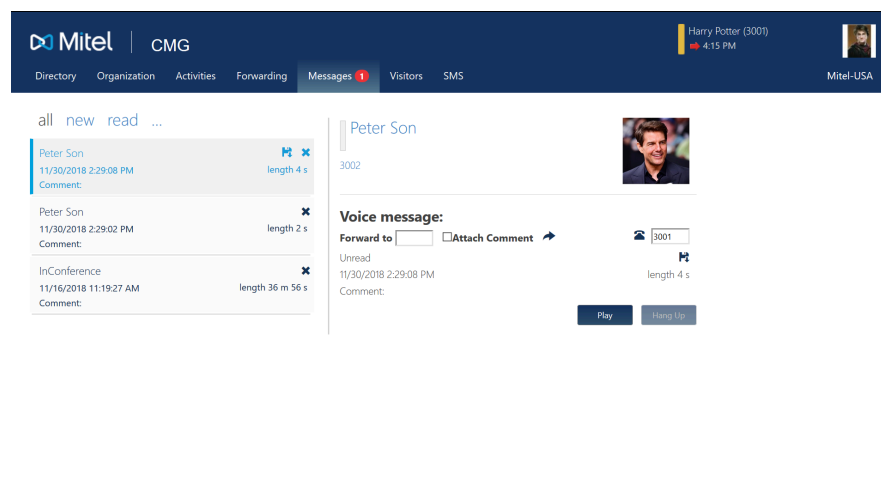 Mitel | CMG
Harry Potter (3001)
4:15 PM
Directory Organization Activities Forwarding Messages 1 Visitors SMS Mitel-USA
all new read ...
Peter Son
11/30/2018 2:29:08 PM length 4 s
Comment:
Peter Son
11/30/2018 2:29:02 PM length 2 s
Comment:
InConference
11/16/2018 11:19:27 AM length 36 m 56 s
Comment:
Peter Son
3002
Voice message:
Forward to Attach Comment 3001
Unread
11/30/2018 2:29:08 PM length 4 s
Comment:
Play Hang Up